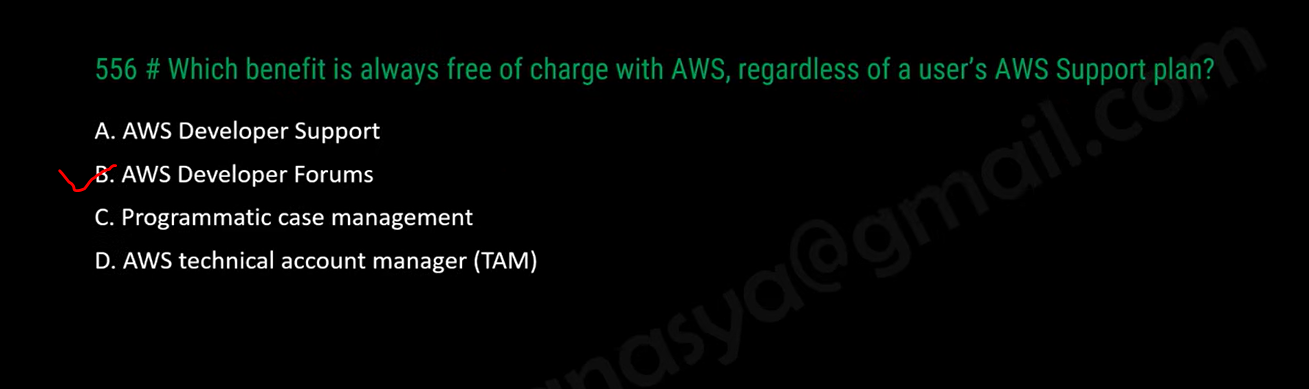 556 # Which benefit is always free of charge with AWS, regardless of a user’s AWS Support plan?
A. AWS Developer Support
B. AWS Developer Forums
C. Programmatic case management
D. AWS technical account manager (TAM)
nasya@gmail.com